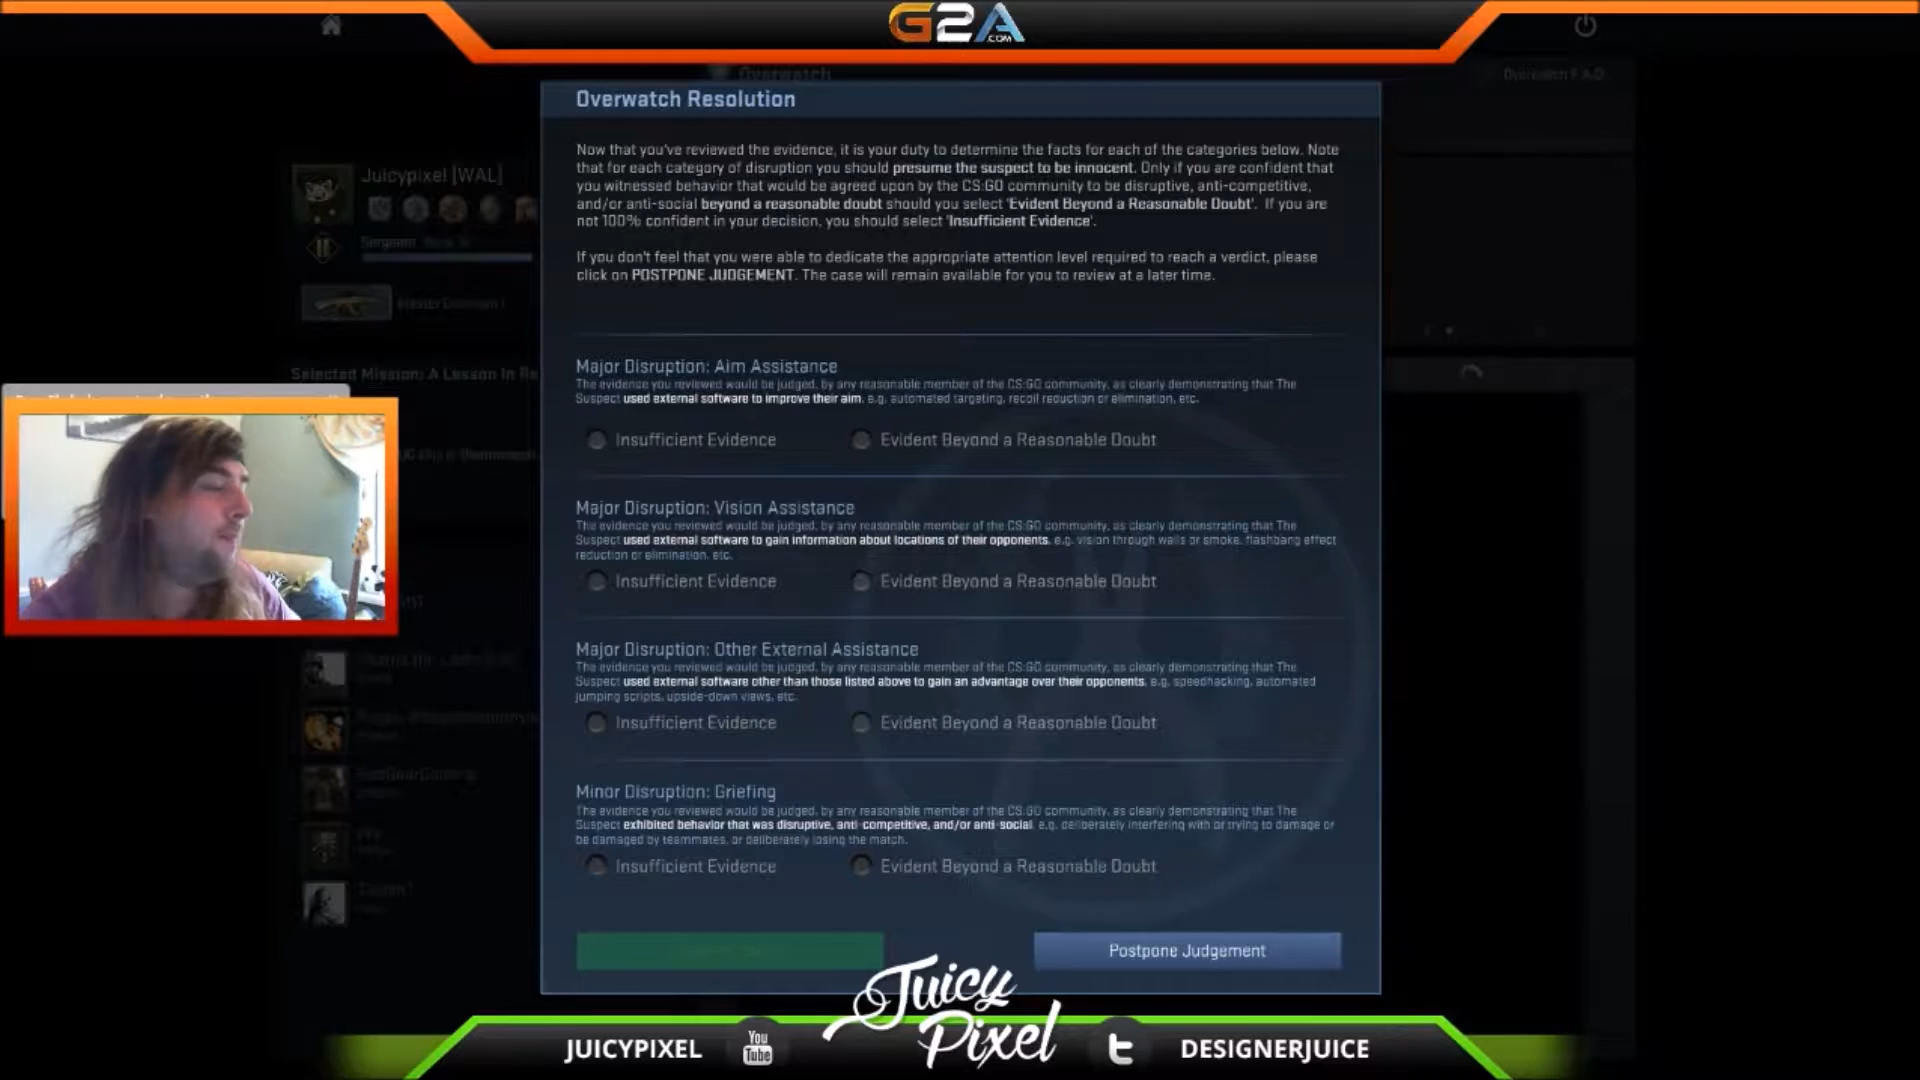 G2A
.COM
Overwatch
Overwatch F.A.Q.
Overwatch Resolution
Now that you've reviewed the evidence, it is your duty to determine the facts for each of the categories below. Note
that for each category of disruption you should presume the suspect to be innocent. Only if you are confident that
you witnessed behavior that would be agreed upon by the CS:GO community to be disruptive, anti-competitive,
and/or anti-social beyond a reasonable doubt should you select 'Evident Beyond a Reasonable Doubt'. If you are
not 100% confident in your decision, you should select 'Insufficient Evidence'.
If you don't feel that you were able to dedicate the appropriate attention level required to reach a verdict, please
click on POSTPONE JUDGEMENT. The case will remain available for you to review at a later time.
Juicypixel [WAL]
Sergeant
Selected Mission: A Lesson In
Major Disruption: Aim Assistance
The evidence you reviewed would be judged, by any reasonable member of the CS:GO community, as clearly demonstrating that The
Suspect used external software to improve their aim. e.g. automated targeting, recoil reduction or elimination, etc.
Insufficient Evidence Evident Beyond a Reasonable Doubt
Major Disruption: Vision Assistance
The evidence you reviewed would be judged, by any reasonable member of the CS:GO community, as clearly demonstrating that The
Suspect used external software to gain information about locations of their opponents. e.g. vision through walls or smoke, flashbang effect
reduction or elimination, etc.
Insufficient Evidence Evident Beyond a Reasonable Doubt
Major Disruption: Other External Assistance
The evidence you reviewed would be judged, by any reasonable member of the CS:GO community, as clearly demonstrating that The
Suspect used external software other than those listed above to gain an advantage over their opponents. e.g. speedhacking, automated
jumping scripts, upside-down views, etc.
Insufficient Evidence Evident Beyond a Reasonable Doubt
Minor Disruption: Griefing
The evidence you reviewed would be judged, by any reasonable member of the CS:GO community, as clearly demonstrating that The
Suspect exhibited behavior that was disruptive, anti-competitive, and/or anti-social. e.g. deliberately interfering with or trying to damage or
be damaged by teammates, or deliberately losing the match.
Insufficient Evidence Evident Beyond a Reasonable Doubt
Postpone Judgement
Juicy
Pixel
JUICYPIXEL
You
Tube
DESIGNERJUICE